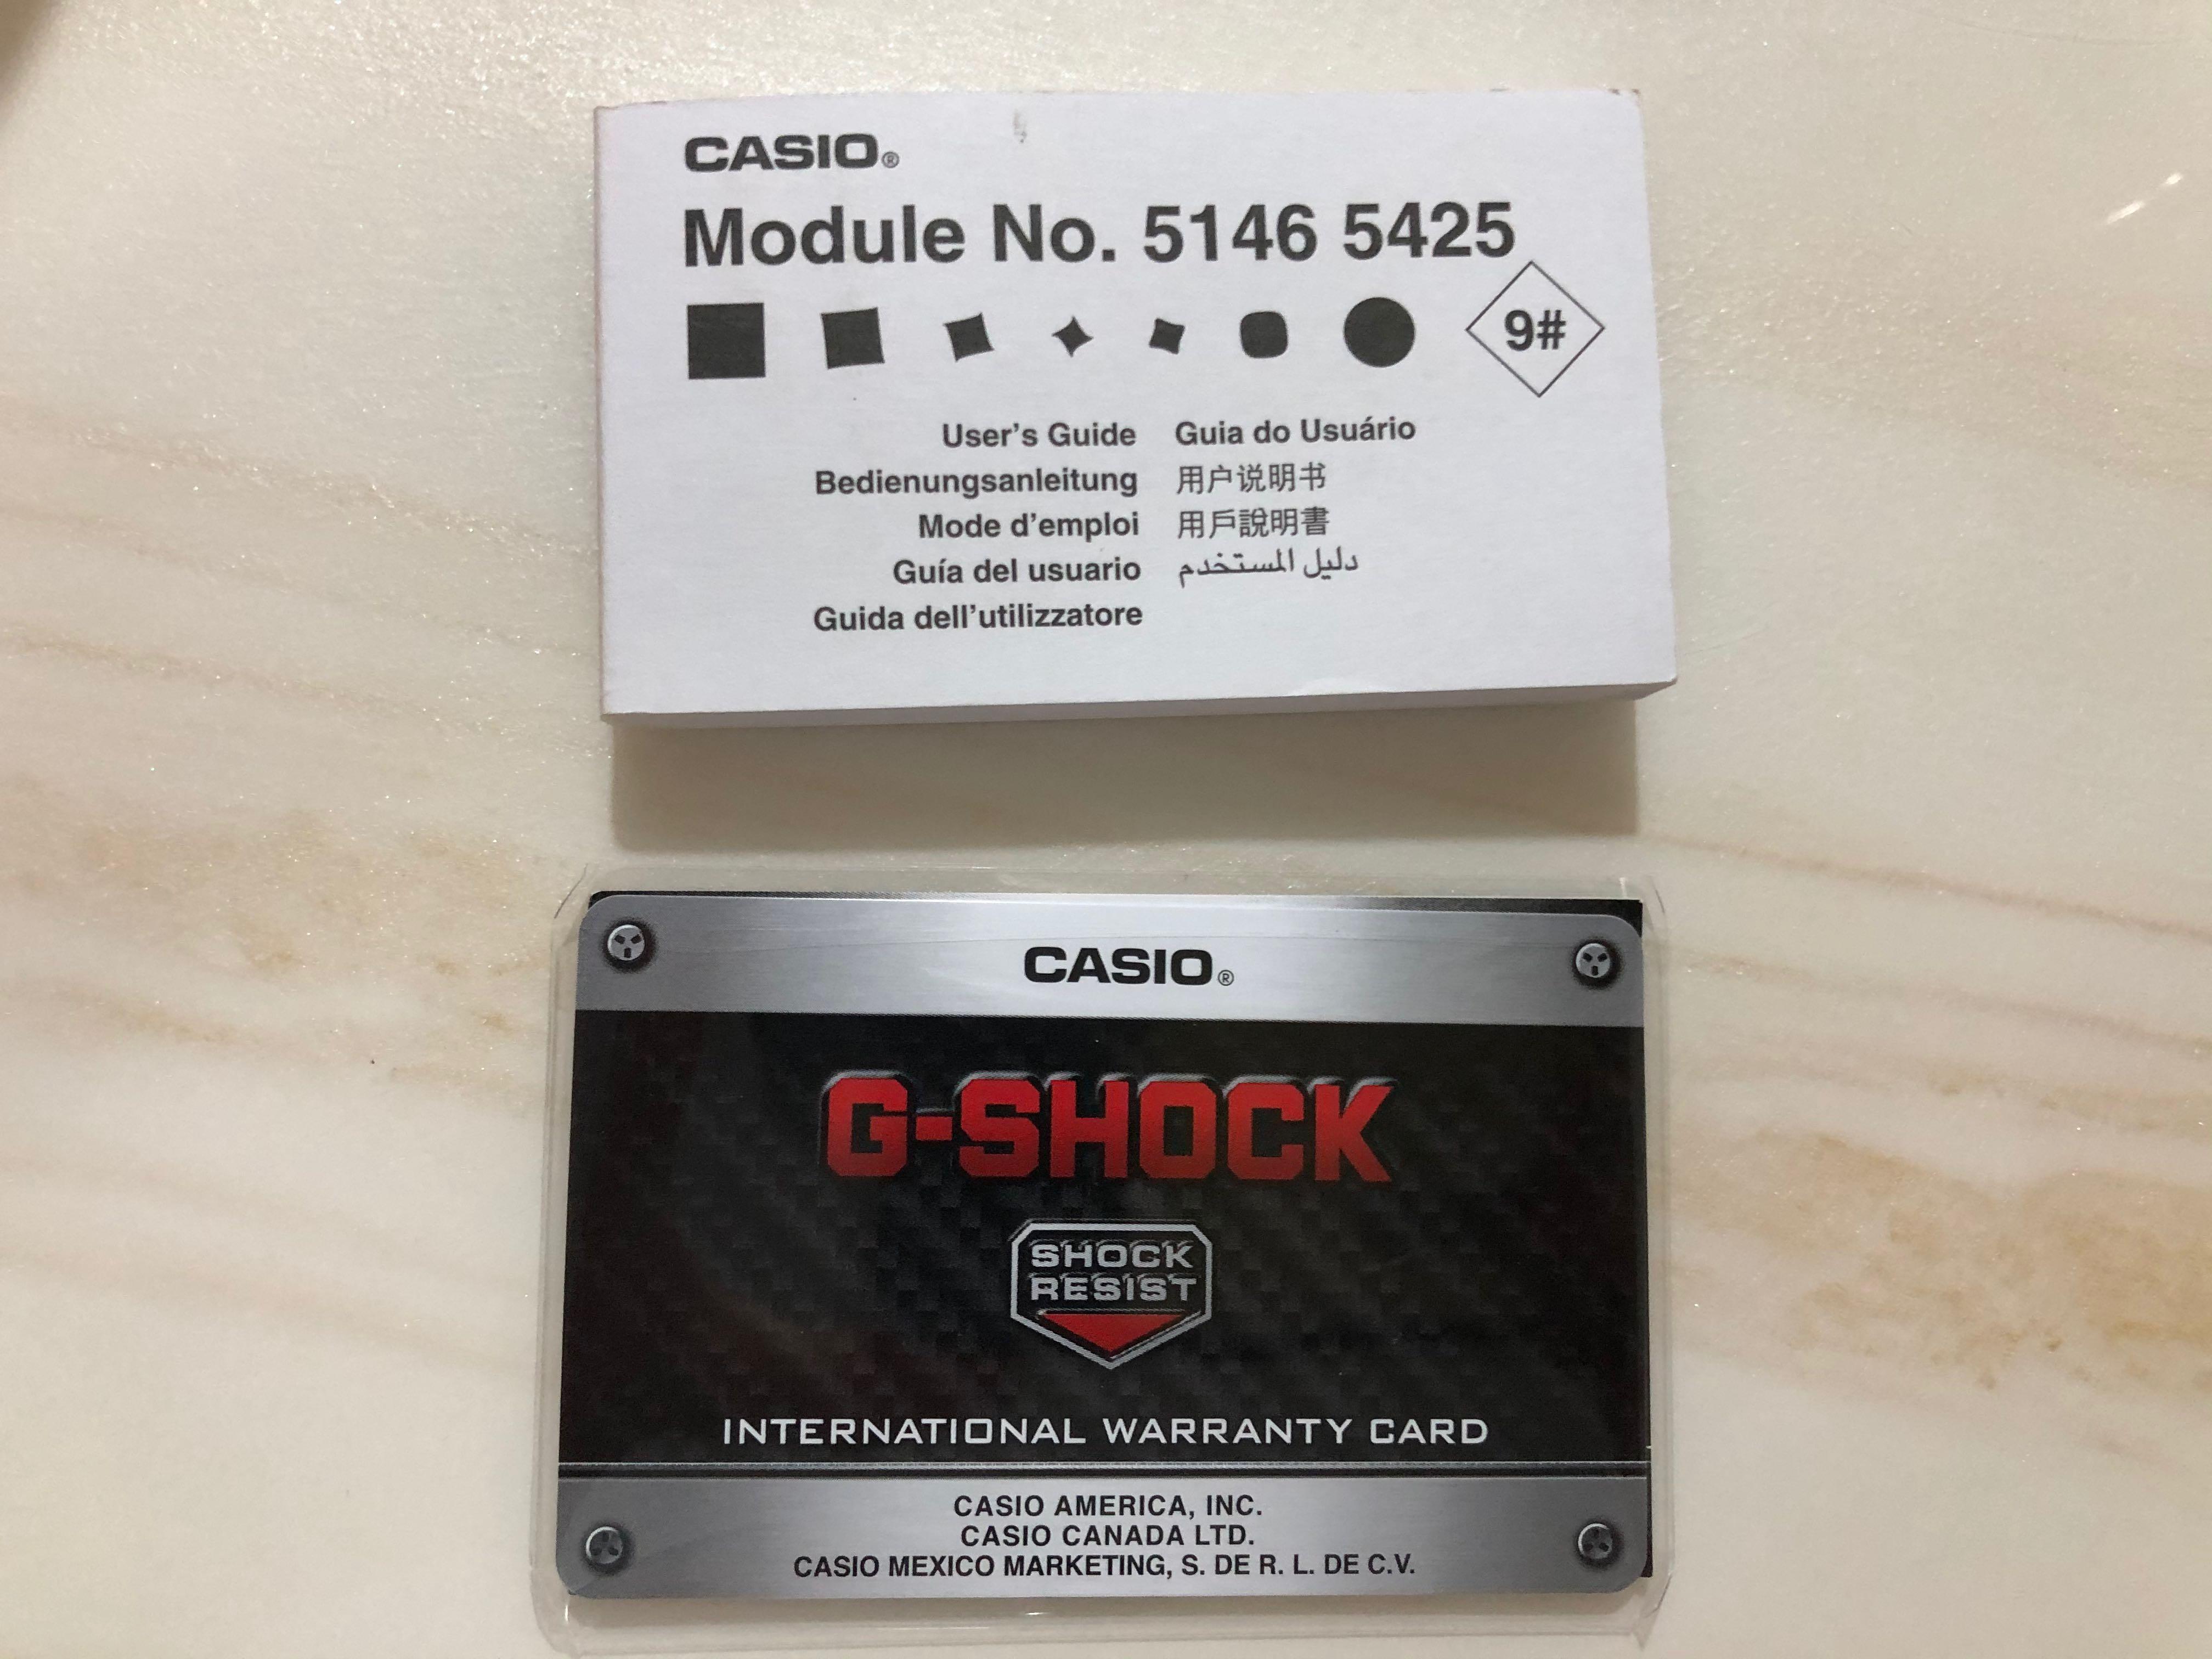 CASIO®
Module No. 5146 5425
9#
User's Guide
Bedienungsanleitung
Mode d'emploi
Guía del usuario
Guida dell'utilizzatore
Guia do Usuário
用户说明书
用戶說明書
دليل المستخدم
CASIO®
G-SHOCK
SHOCK
RESIST
INTERNATIONAL WARRANTY CARD
CASIO AMERICA, INC.
CASIO CANADA LTD.
CASIO MEXICO MARKETING, S. DE R. L. DE C.V.